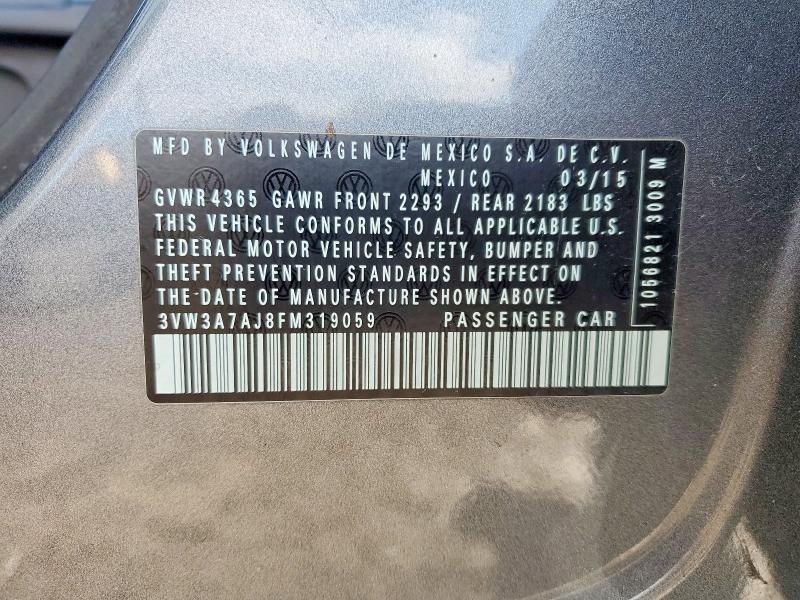 MFD BY VOLKSWAGEN DE MEXICO S.A. DE C.V.
MEXICO 03/15
GVWR 4365 GAWR FRONT 2293 / REAR 2183 LBS
THIS VEHICLE CONFORMS TO ALL APPLICABLE U.S.
FEDERAL MOTOR VEHICLE SAFETY, BUMPER AND
THEFT PREVENTION STANDARDS IN EFFECT ON
THE-DATE OF MANUFACTURE SHOWN ABOVE.
3VW3A7AJ8FM319059 PASSENGER CAR
1056821 3009 M